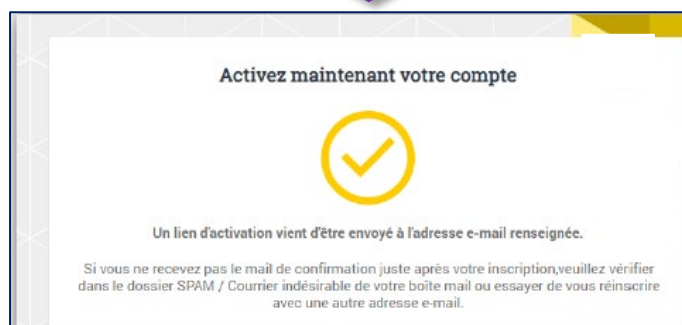 Activez maintenant votre compte
Un lien d'activation vient d'être envoyé à l'adresse e-mail renseignée.
Si vous ne recevez pas le mail de confirmation juste après votre inscription,veuillez vérifier
dans le dossier SPAM / Courrier indésirable de votre boîte mail ou essayer de vous réinscrire
avec une autre adresse e-mail.